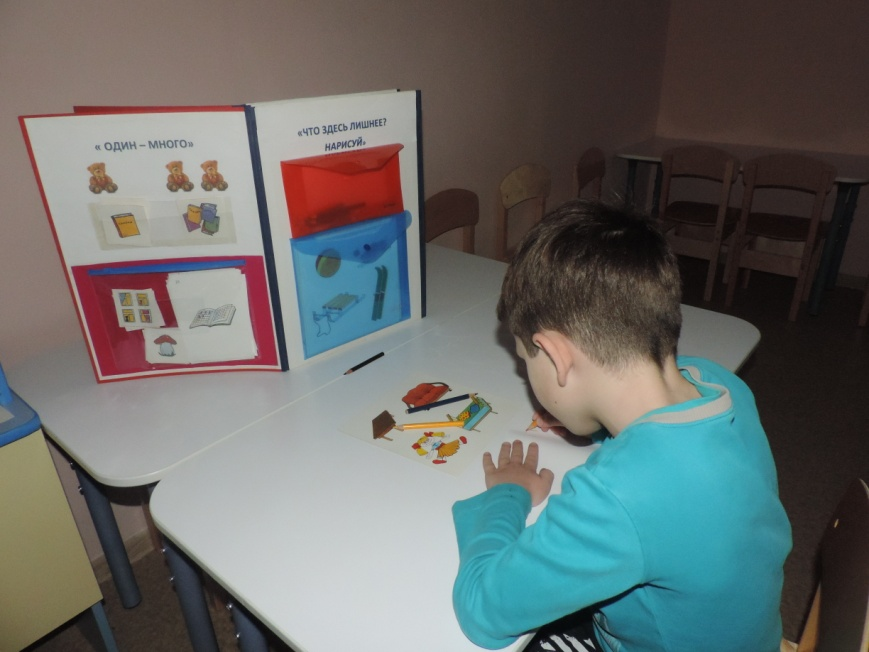 « ОДИН – МНОГО»
«ЧТО ЗДЕСЬ ЛИШНЕЕ?
НАРИСУЙ»